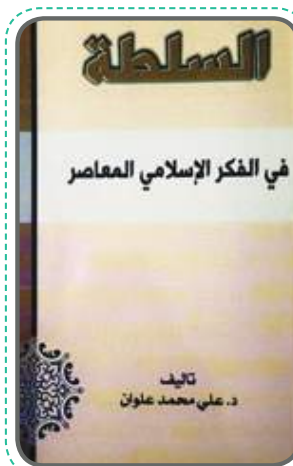 السلطة
في الفكر الإسلامي المعاصر
تأليف
د. علي محمد علوان